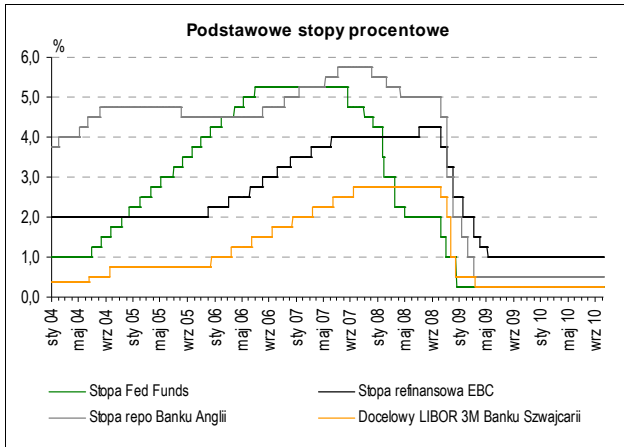 Podstawowe stopy procentowe
%
6,0
5,0
4,0
3,0
2,0
1,0
0,0
sty 04
maj 04
wrz 04
sty 05
maj 05
wrz 05
sty 06
maj 06
wrz 06
sty 07
maj 07
wrz 07
sty 08
maj 08
wrz 08
sty 09
maj 09
wrz 09
sty 10
maj 10
wrz 10
Stopa Fed Funds
Stopa refinansowa EBC
Stopa repo Banku Anglii
Docelowy LIBOR 3M Banku Szwajcarii